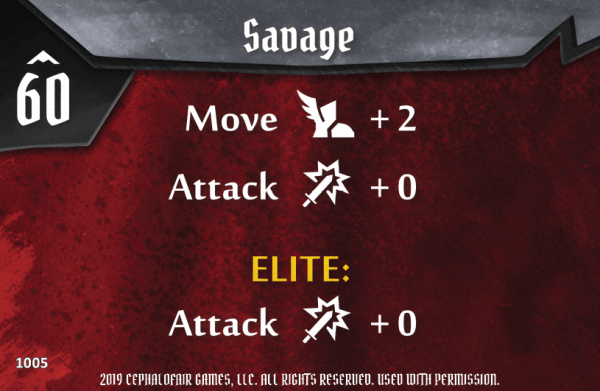 Savage
60
Move + 2
Attack + 0
ELITE:
Attack + 0
1005
2019 CEPHALOFAIR GAMES, LLC. ALL RIGHTS RESERVED. USED WITH PERMISSION.